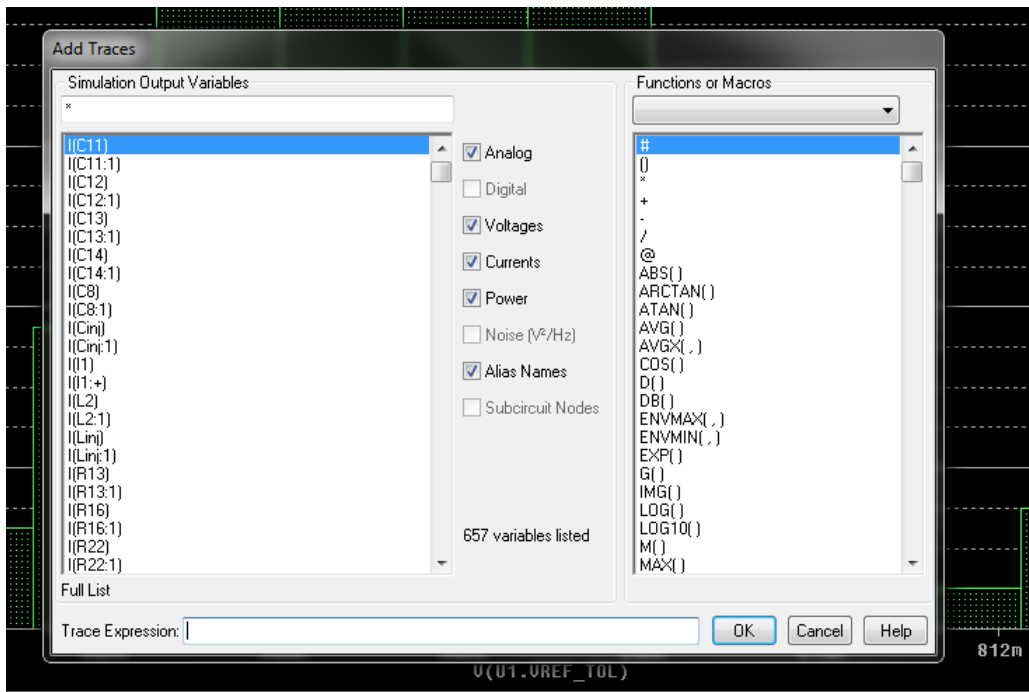 Add Traces
Simulation Output Variables
*
I(C11)
I(C11:1)
I(C12)
I(C12:1)
I(C13)
I(C13:1)
I(C14)
I(C14:1)
I(C8)
I(C8:1)
I(Cinj)
I(Cinj:1)
I(I1)
I(I1:+)
I(L2)
I(L2:1)
I(Linj)
I(Linj:1)
I(R13)
I(R13:1)
I(R16)
I(R16:1)
I(R22)
I(R22:1)
Full List
Analog
Digital
Voltages
Currents
Power
Noise (V²/Hz)
Alias Names
Subcircuit Nodes
657 variables listed
Functions or Macros
#
()
*
+
-
/
@
ABS( )
ARCTAN( )
ATAN( )
AVG( )
AVGX( , )
COS( )
D( )
DB( )
ENVMAX( , )
ENVMIN( , )
EXP( )
G( )
IMG( )
LOG( )
LOG10( )
M( )
MAX( )
Trace Expression:
OK
Cancel
Help
812m
V(U1.VREF_TOL)